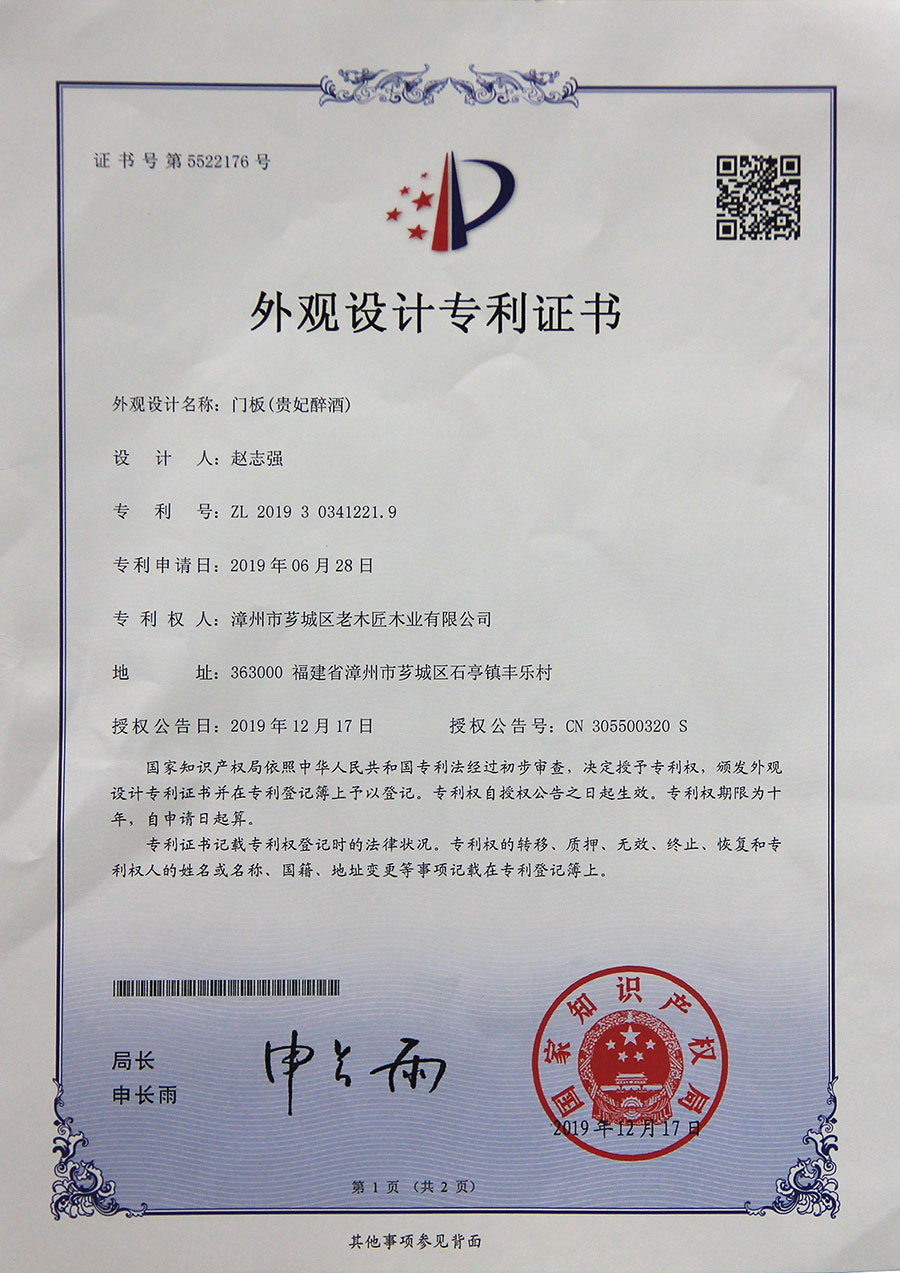 证书号第5522176号
外观设计专利证书
外观设计名称：门板(贵妃醉酒)
设计人：赵志强
专利号：ZL 2019 3 0341221.9
专利申请日：2019年06月28日
专利权人：漳州市芗城区老木匠木业有限公司
地址：363000 福建省漳州市芗城区石亭镇丰乐村
授权公告日：2019年12月17日 授权公告号：CN 305500320 S
国家知识产权局依照中华人民共和国专利法经过初步审查，决定授予专利权，颁发外观
设计专利证书并在专利登记簿上予以登记。专利权自授权公告之日起生效。专利权期限为十
年，自申请日起算。
专利证书记载专利权登记时的法律状况。专利权的转移、质押、无效、终止、恢复和专
利权人的姓名或名称、国籍、地址变更等事项记载在专利登记簿上。
局长
申长雨
申长雨
国家知识产权局
2019年12月17日
第1页（共2页）
其他事项参见背面